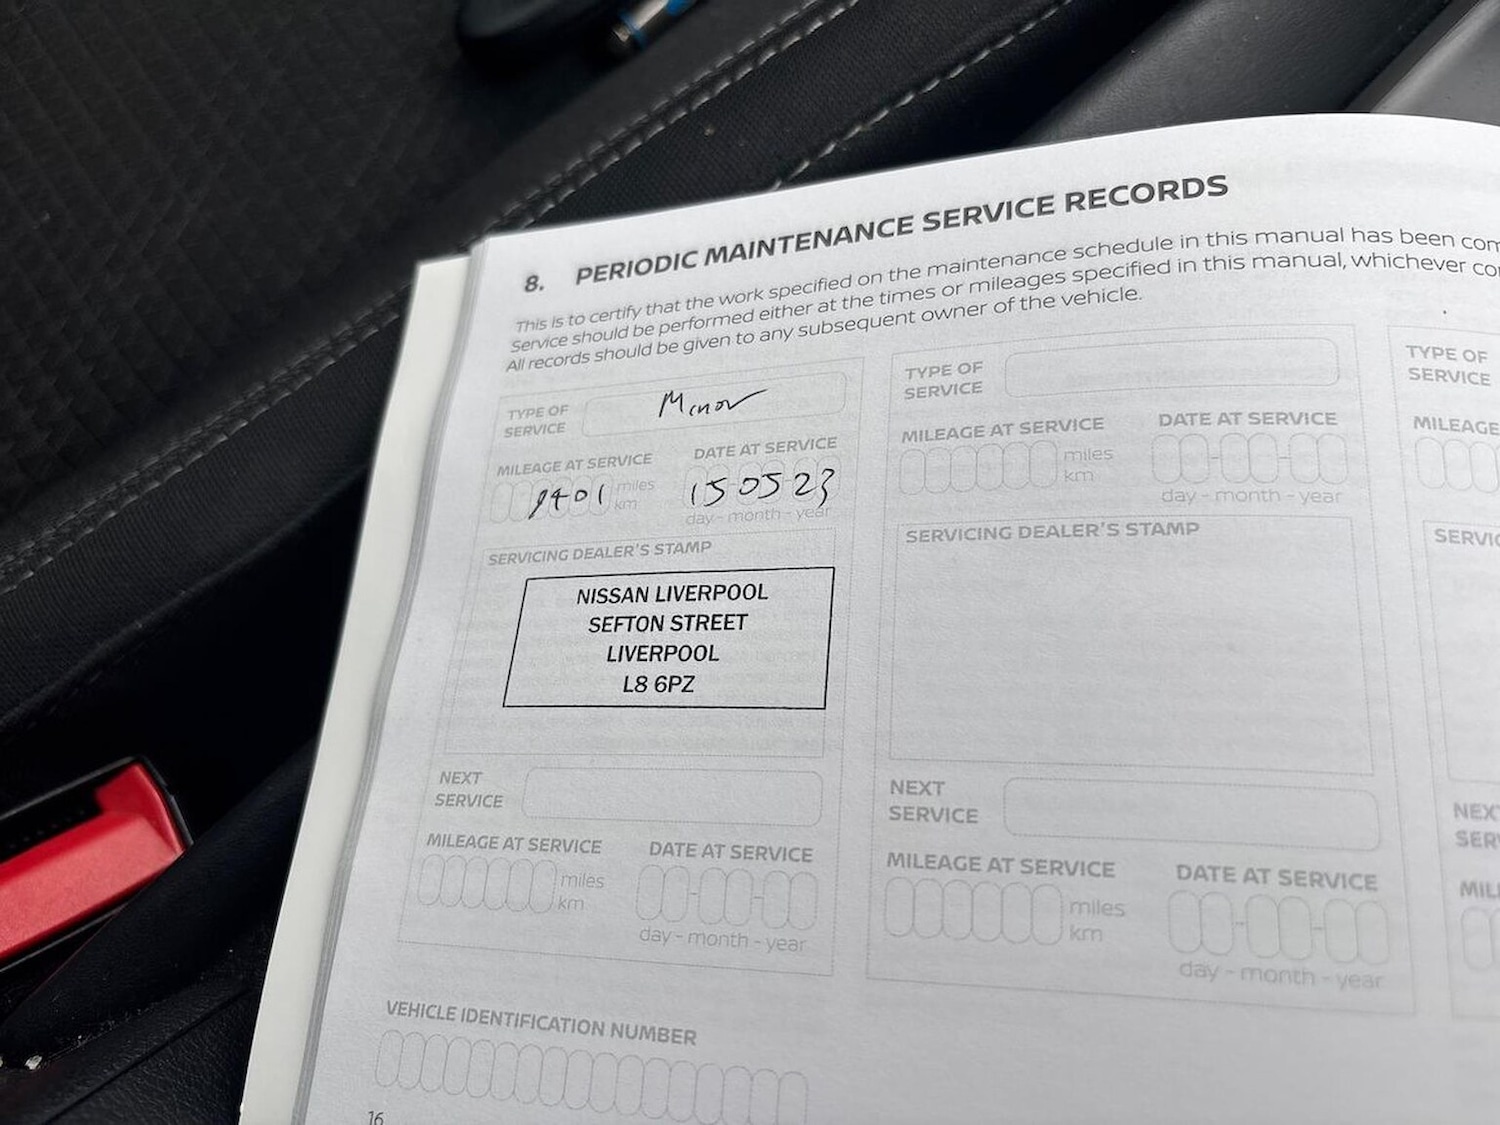 8. PERIODIC MAINTENANCE SERVICE RECORDS
This is to certify that the work specified on the maintenance schedule in this manual has been com
Service should be performed either at the times or mileages specified in this manual, whichever co
All records should be given to any subsequent owner of the vehicle.
TYPE OF
SERVICE
Minor
MILEAGE AT SERVICE
miles
km
DATE AT SERVICE
15 05 23
day - month - year
SERVICING DEALER'S STAMP
NISSAN LIVERPOOL
SEFTON STREET
LIVERPOOL
L8 6PZ
NEXT
SERVICE
MILEAGE AT SERVICE
miles
km
DATE AT SERVICE
day - month - year
TYPE OF
SERVICE
MILEAGE AT SERVICE
miles
km
DATE AT SERVICE
day - month - year
SERVICING DEALER'S STAMP
NEXT
SERVICE
MILEAGE AT SERVICE
miles
km
DATE AT SERVICE
day - month - year
TYPE OF
SERVICE
MILEAGE
SERVIC
NEX
SER
MIL
VEHICLE IDENTIFICATION NUMBER
16